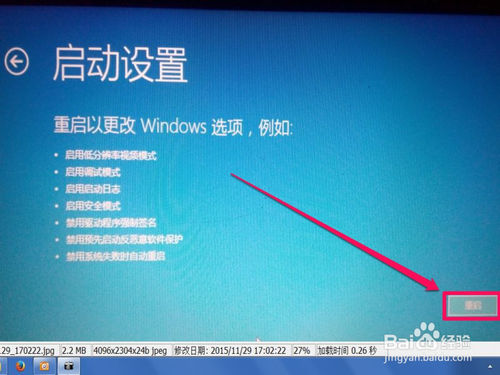 启动设置
重启以更改 Windows 选项，例如:
• 启用低分辨率视频模式
• 启用调试模式
• 启用启动日志
• 启用安全模式
• 禁用驱动程序强制签名
• 禁用预先启动反恶意软件保护
• 禁用系统失败时自动重启
重启
Baidu 经验
jingyan.baidu.com
29_170222.jpg 2.2 MB 4096x2304x24b jpeg 修改日期: 2015/11/29 17:02:22 27% 加载时间 0.26 秒